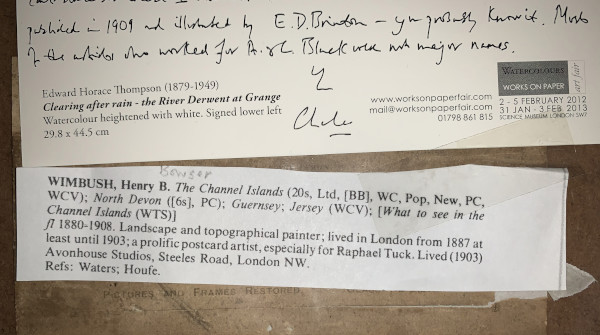 published in 1909 and illustrated by E.D. Brinton - you probably know it. Most
of the artists who worked for A. & C. Black were not major names.
Edward Horace Thompson (1879-1949)
Clearing after rain - the River Derwent at Grange
Watercolour heightened with white. Signed lower left
29.8 x 44.5 cm
www.worksonpaperfair.com
mail@worksonpaperfair.com
01798 861 815
WATERCOLOURS
WORKS ON PAPER
art fair
2 - 5 FEBRUARY 2012
31 JAN - 3 FEB 2013
SCIENCE MUSEUM LONDON SW7
Bowser
WIMBUSH, Henry B. The Channel Islands (20s, Ltd, [BB], WC, Pop, New, PC,
WCV); North Devon ([6s], PC); Guernsey; Jersey (WCV); [What to see in the
Channel Islands (WTS)]
fl 1880-1908. Landscape and topographical painter; lived in London from 1887 at
least until 1903; a prolific postcard artist, especially for Raphael Tuck. Lived (1903)
Avonhouse Studios, Steeles Road, London NW.
Refs: Waters; Houfe.
PICTURES AND FRAMES RESTORED